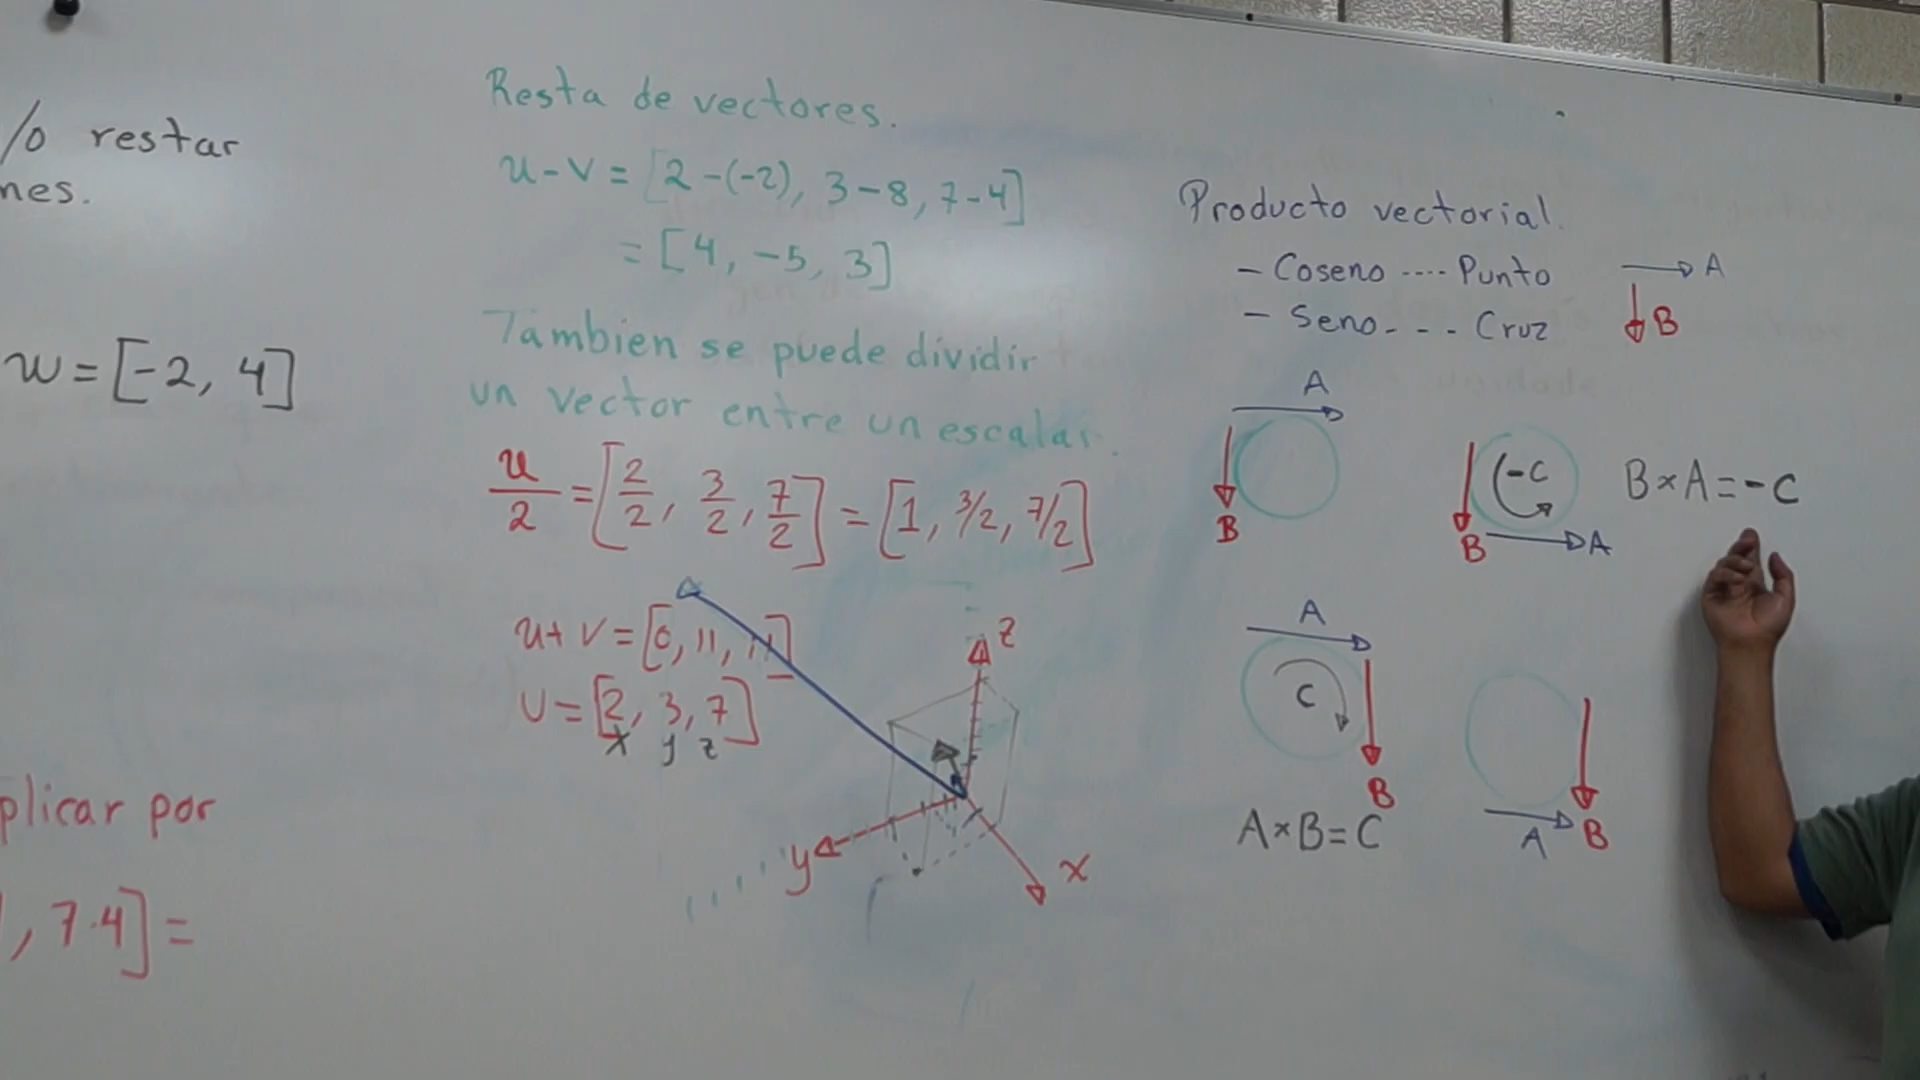 /o restar
nes.
w = [-2, 4]
plicar por
, 7·4] =
Resta de vectores.
u - v = [2 -(-2), 3 - 8, 7 - 4]
= [4, -5, 3]
Tambien se puede dividir
un vector entre un escalar.
u/2 = [2/2, 3/2, 7/2] = [1, 3/2, 7/2]
u + v = [0, 11, 11]
U = [2, 3, 7]
x y z
z
y
x
Producto vectorial.
- Coseno ---- Punto
- Seno - - - Cruz
A
B
A
B
-C
B
A
B × A = -C
A
C
B
A × B = C
A
B